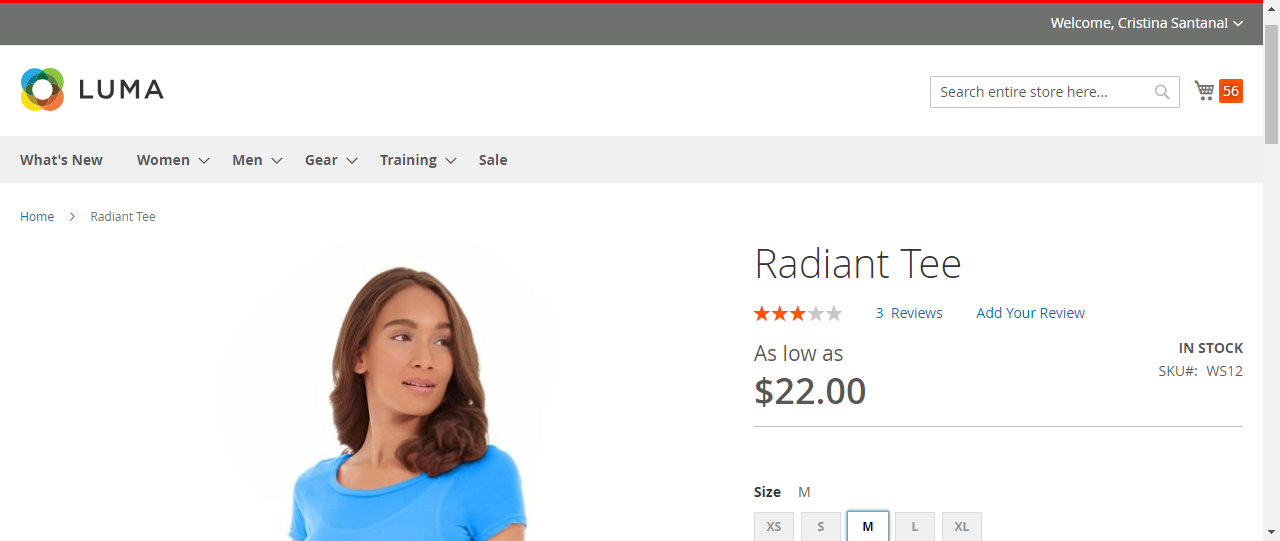 Welcome, Cristina Santana!
LUMA
Search entire store here...
56
What's New Women Men Gear Training Sale
Home Radiant Tee
Radiant Tee
3 Reviews Add Your Review
As low as
IN STOCK
$22.00
SKU#: WS12
Size M
XS S M L XL